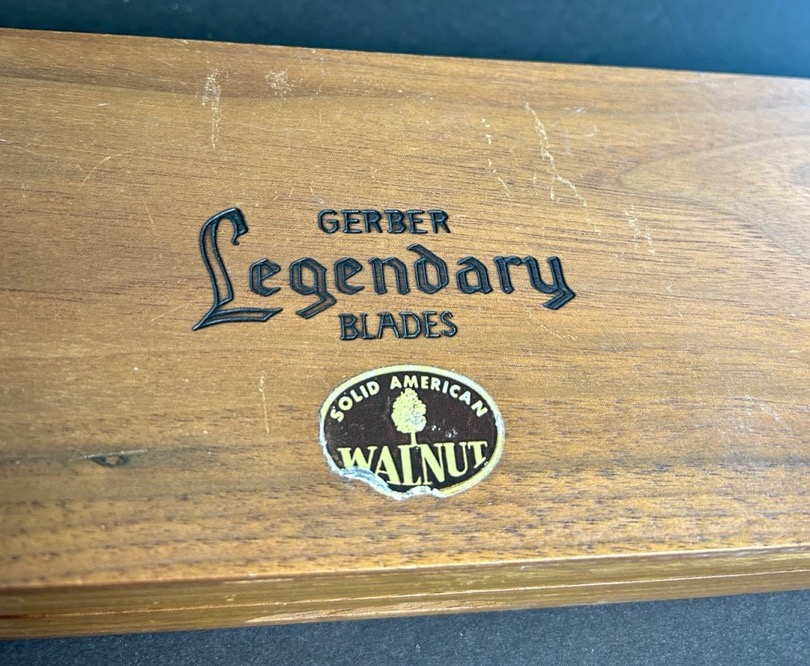 GERBER
Legendary
BLADES
SOLID AMERICAN
WALNUT